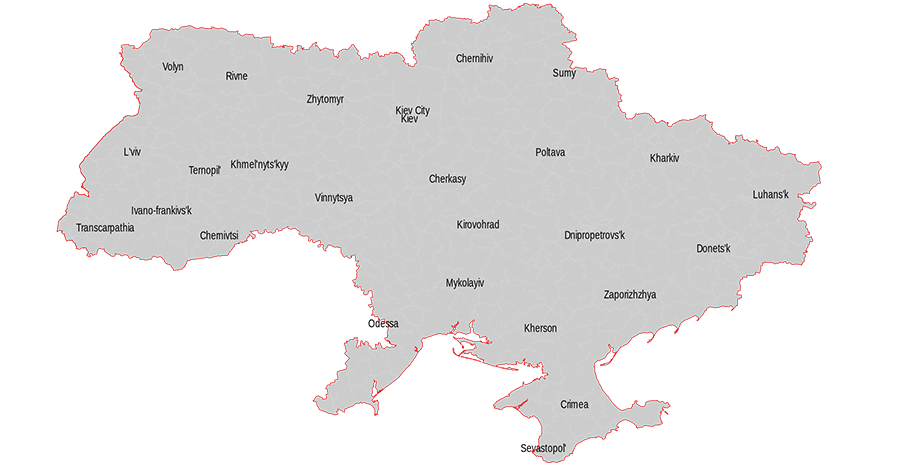 Chernihiv
Volyn
Sumy
Rivne
Zhytomyr
Kiev City
Kiev
L'viv
Poltava
Kharkiv
Khmel'nyts'kyy
Ternopil'
Cherkasy
Luhans'k
Vinnytsya
Ivano-frankivs'k
Kirovohrad
Transcarpathia
Chernivtsi
Dnipropetrovs'k
Donets'k
Mykolayiv
Zaporizhzhya
Odessa
Kherson
Crimea
Sevastopol'